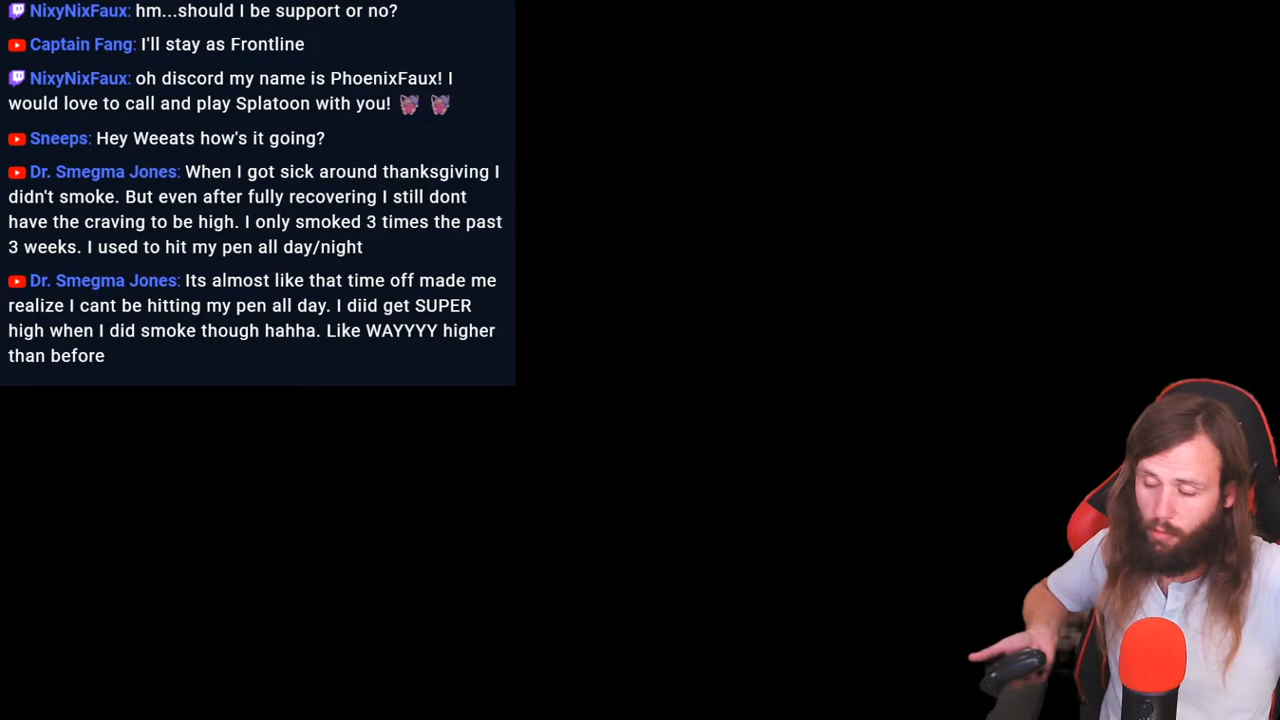 NixyNixFaux: hm...should I be support or no?
Captain Fang: I'll stay as Frontline
NixyNixFaux: oh discord my name is PhoenixFaux! I
would love to call and play Splatoon with you!
Sneeps: Hey Weeats how's it going?
Dr. Smegma Jones: When I got sick around thanksgiving I
didn't smoke. But even after fully recovering I still dont
have the craving to be high. I only smoked 3 times the past
3 weeks. I used to hit my pen all day/night
Dr. Smegma Jones: Its almost like that time off made me
realize I cant be hitting my pen all day. I diid get SUPER
high when I did smoke though hahha. Like WAYYYY higher
than before